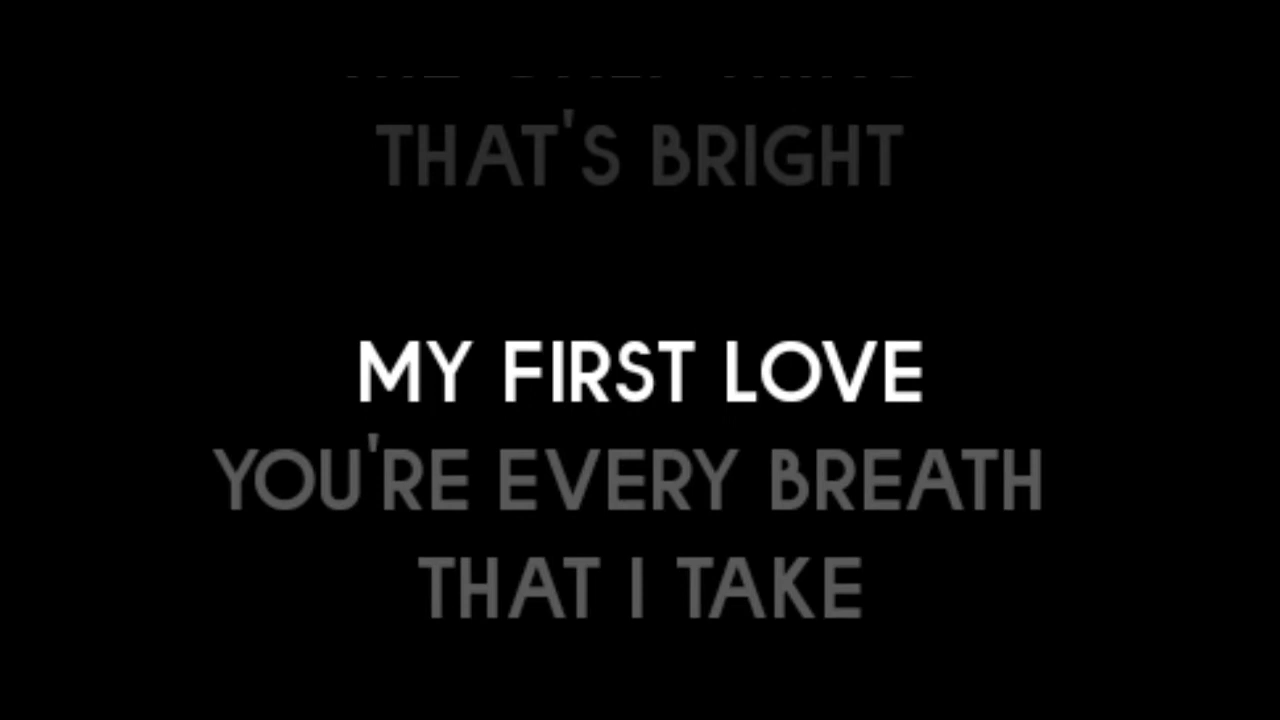 THAT'S BRIGHT
MY FIRST LOVE
YOU'RE EVERY BREATH
THAT I TAKE